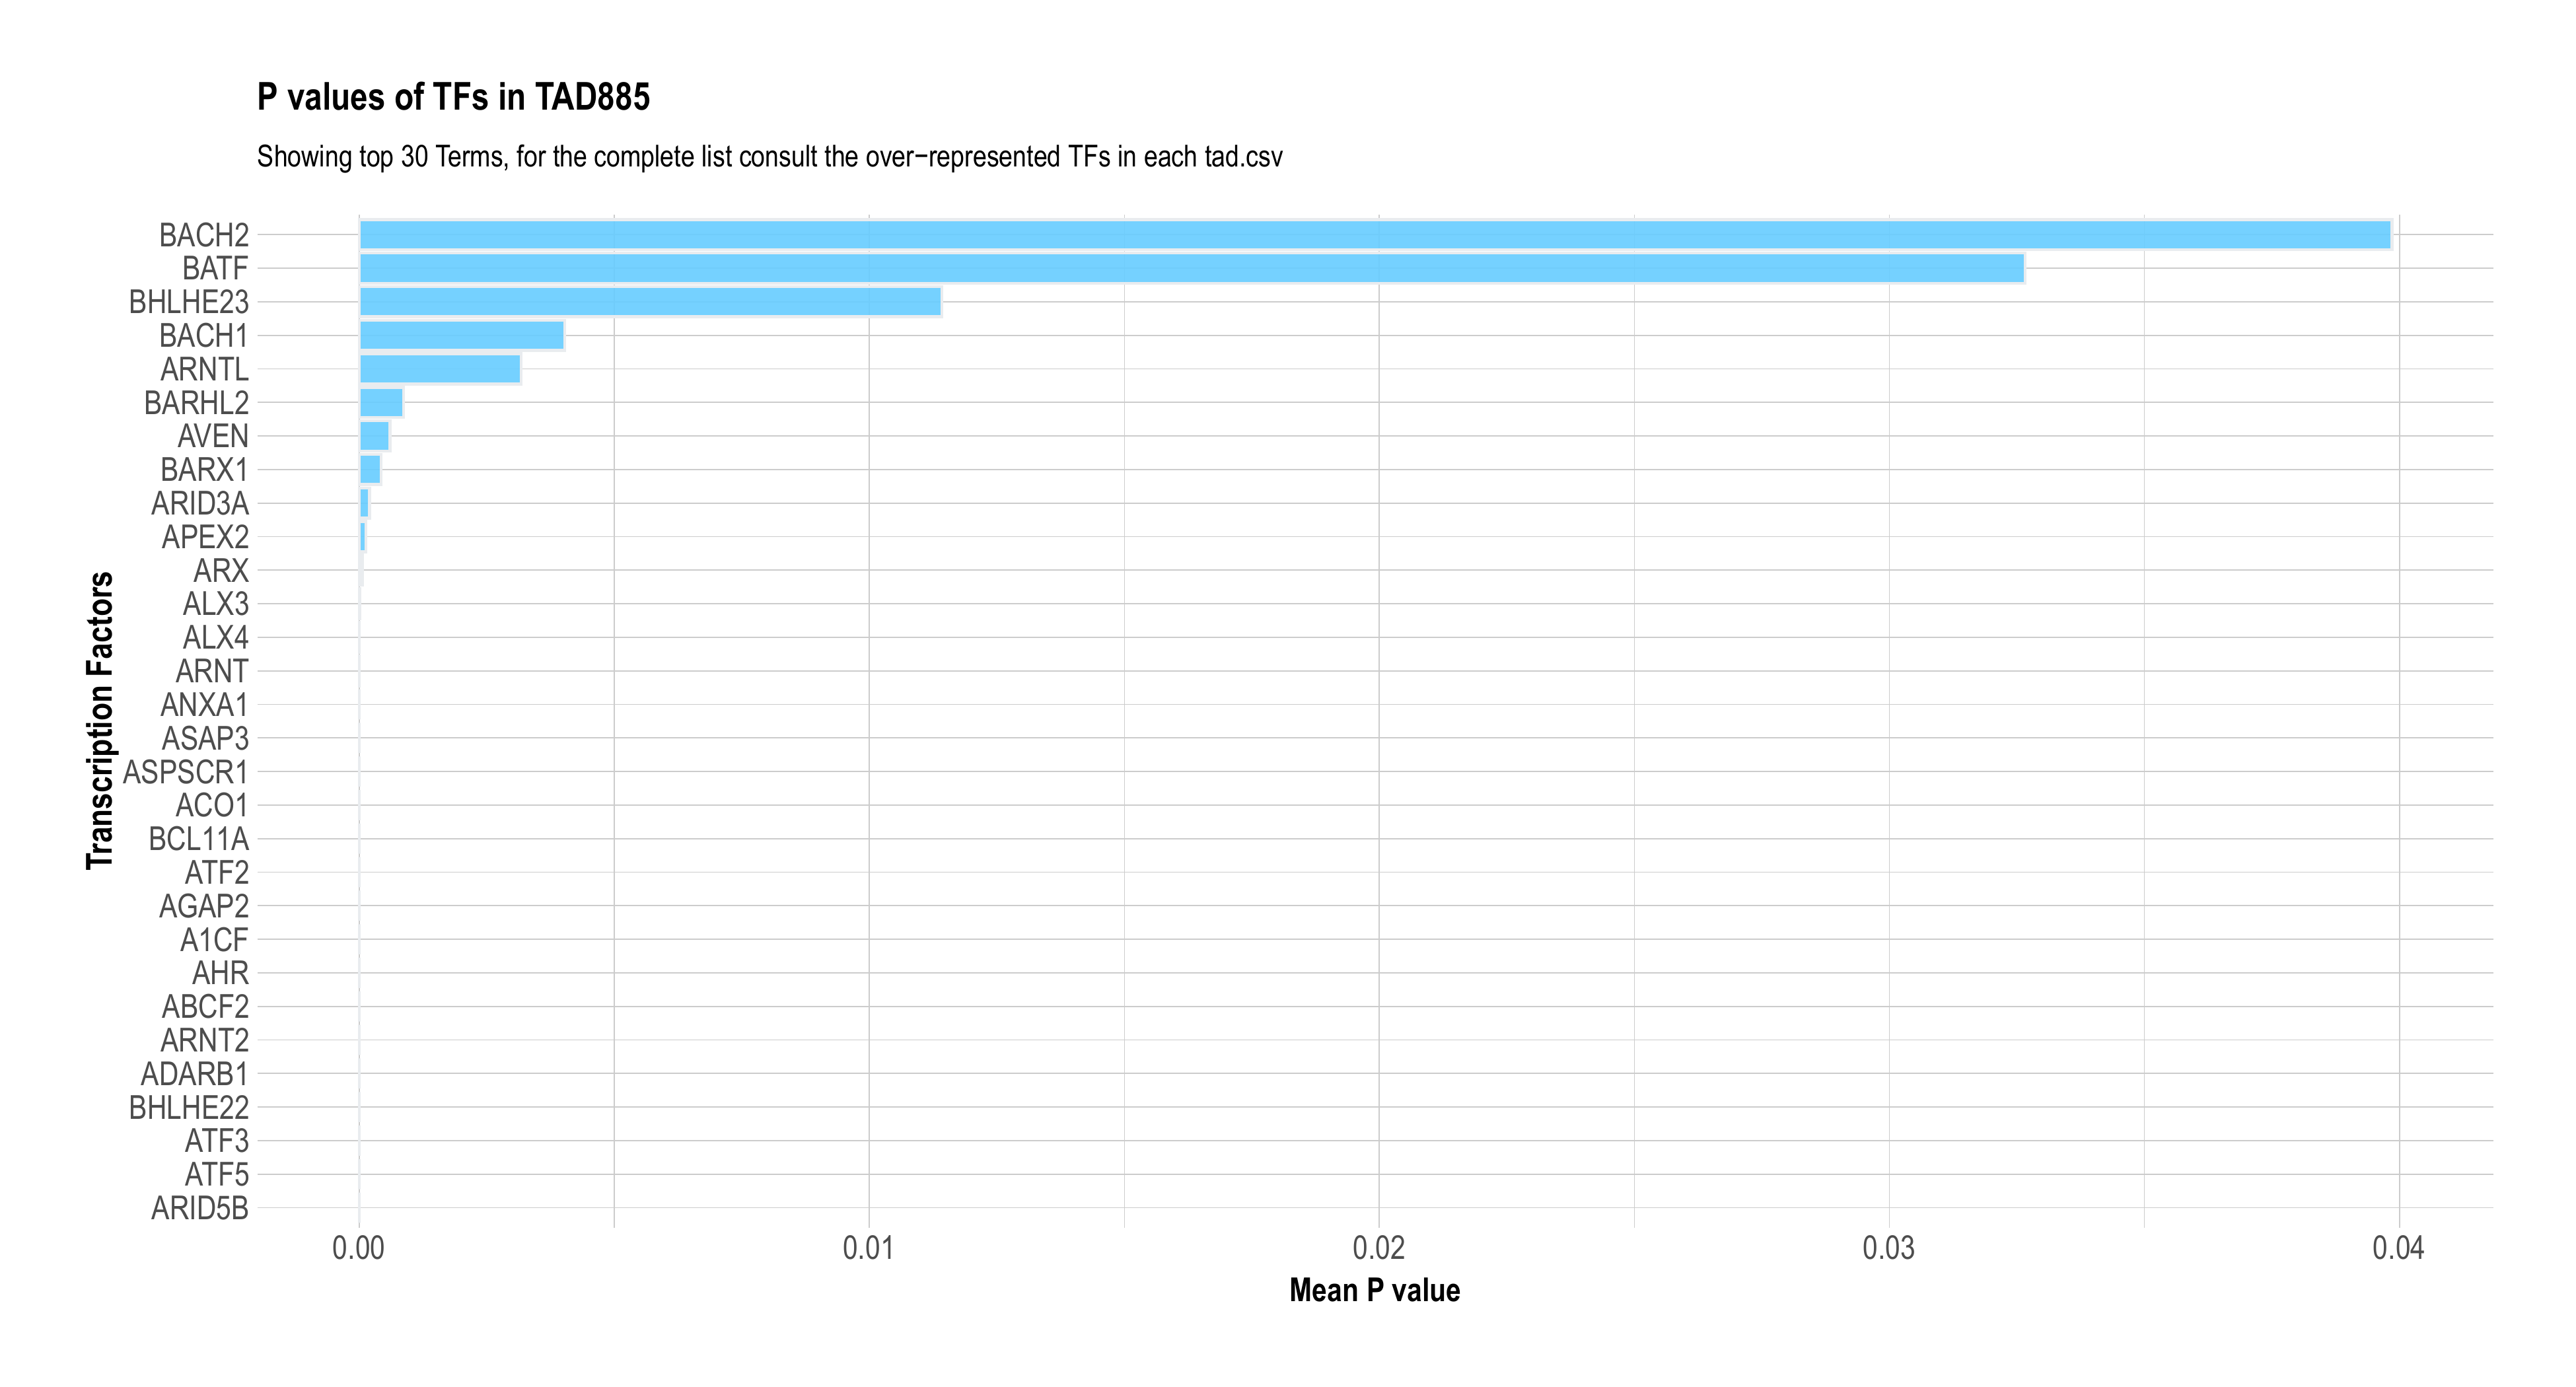 P values of TFs in TAD885
Showing top 30 Terms, for the complete list consult the over−represented TFs in each tad.csv
Transcription Factors
BACH2
BATF
BHLHE23
BACH1
ARNTL
BARHL2
AVEN
BARX1
ARID3A
APEX2
ARX
ALX3
ALX4
ARNT
ANXA1
ASAP3
ASPSCR1
ACO1
BCL11A
ATF2
AGAP2
A1CF
AHR
ABCF2
ARNT2
ADARB1
BHLHE22
ATF3
ATF5
ARID5B
0.00 0.01 0.02 0.03 0.04
Mean P value